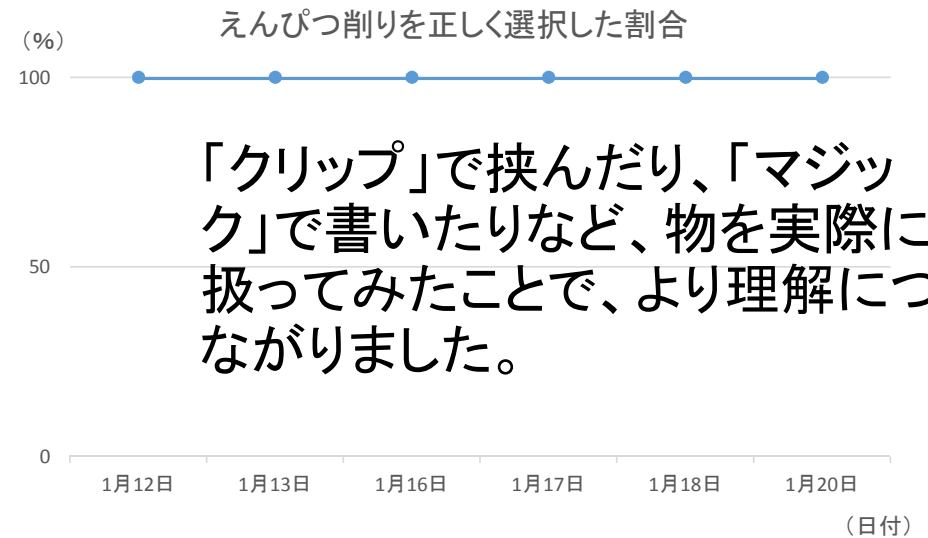 えんぴつ削りを正しく選択した割合
（%）
100
「クリップ」で挟んだり、「マジッ
ク」で書いたりなど、物を実際に
50
扱ってみたことで、より理解につ
ながりました。
0
1月12日 1月13日 1月16日 1月17日 1月18日 1月20日
（日付）